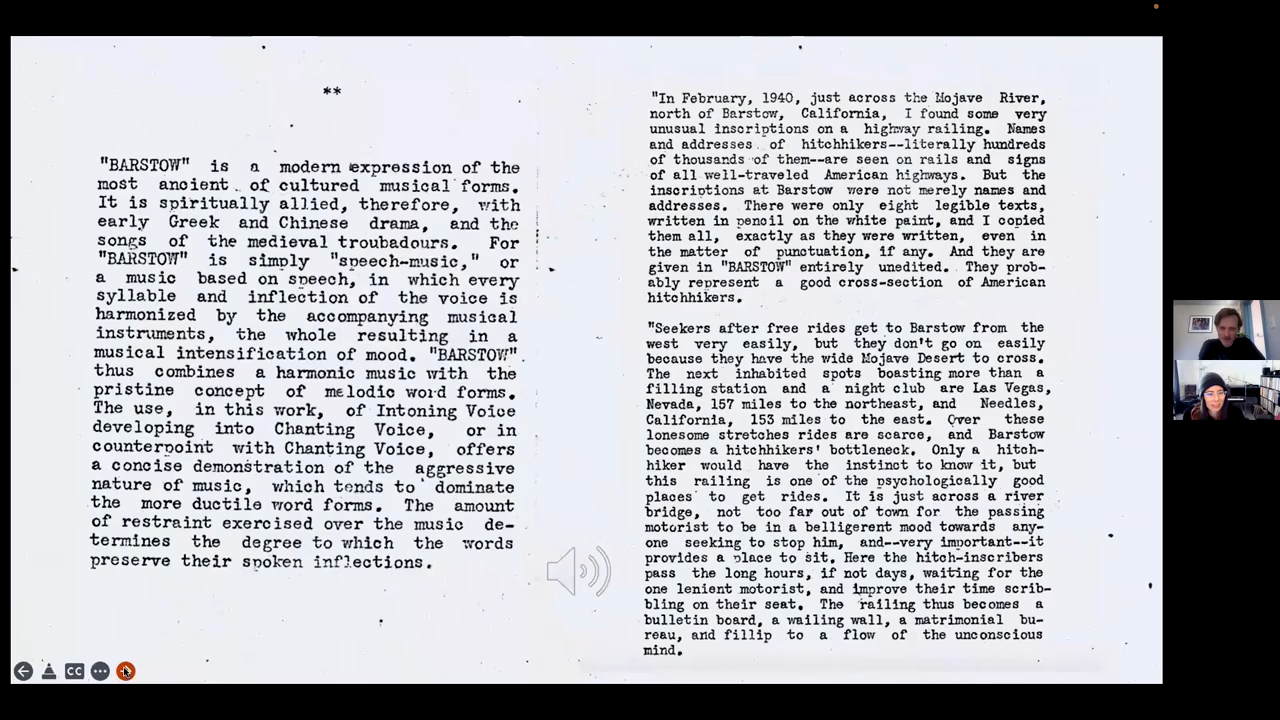 **
"BARSTOW" is a modern expression of the
most ancient of cultured musical forms.
It is spiritually allied, therefore, with
early Greek and Chinese drama, and the
songs of the medieval troubadours. For
"BARSTOW" is simply "speech-music," or
a music based on speech, in which every
syllable and inflection of the voice is
harmonized by the accompanying musical
instruments, the whole resulting in a
musical intensification of mood. "BARSTOW"
thus combines a harmonic music with the
pristine concept of melodic word forms.
The use, in this work, of Intoning Voice
developing into Chanting Voice, or in
counterpoint with Chanting Voice, offers
a concise demonstration of the aggressive
nature of music, which tends to dominate
the more ductile word forms. The amount
of restraint exercised over the music de-
termines the degree to which the words
preserve their spoken inflections.
"In February, 1940, just across the Mojave River,
north of Barstow, California, I found some very
unusual inscriptions on a highway railing. Names
and addresses of hitchhikers--literally hundreds
of thousands of them--are seen on rails and signs
of all well-traveled American highways. But the
inscriptions at Barstow were not merely names and
addresses. There were only eight legible texts,
written in pencil on the white paint, and I copied
them all, exactly as they were written, even in
the matter of punctuation, if any. And they are
given in "BARSTOW" entirely unedited. They prob-
ably represent a good cross-section of American
hitchhikers.
"Seekers after free rides get to Barstow from the
west very easily, but they don't go on easily
because they have the wide Mojave Desert to cross.
The next inhabited spots boasting more than a
filling station and a night club are Las Vegas,
Nevada, 157 miles to the northeast, and Needles,
California, 153 miles to the east. Over these
lonesome stretches rides are scarce, and Barstow
becomes a hitchhikers' bottleneck. Only a hitch-
hiker would have the instinct to know it, but
this railing is one of the psychologically good
places to get rides. It is just across a river
bridge, not too far out of town for the passing
motorist to be in a belligerent mood towards any-
one seeking to stop him, and--very important--it
provides a place to sit. Here the hitch-inscribers
pass the long hours, if not days, waiting for the
one lenient motorist, and improve their time scrib-
bling on their seat. The railing thus becomes a
bulletin board, a wailing wall, a matrimonial bu-
reau, and fillip to a flow of the unconscious
mind.
CC